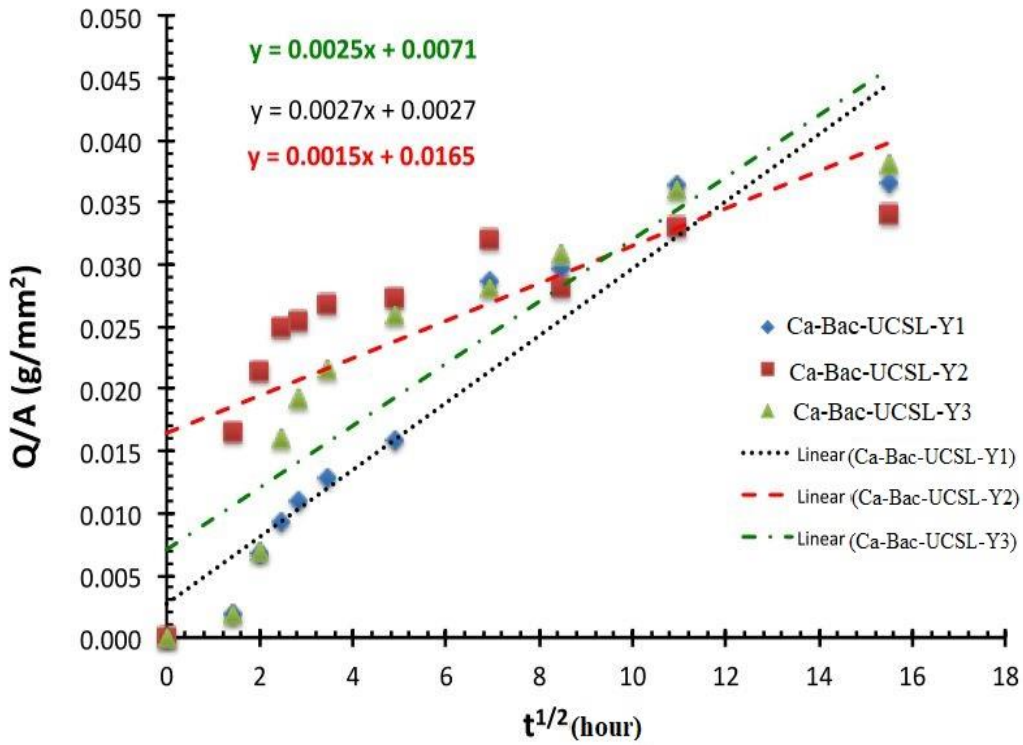 0.050
0.045
0.040
0.035
0.030
0.025
0.020
0.015
0.010
0.005
0.000
Q/A (g/mm²)
y = 0.0025x + 0.0071
y = 0.0027x + 0.0027
y = 0.0015x + 0.0165
Ca-Bac-UCSL-Y1
Ca-Bac-UCSL-Y2
Ca-Bac-UCSL-Y3
Linear (Ca-Bac-UCSL-Y1)
Linear (Ca-Bac-UCSL-Y2)
Linear (Ca-Bac-UCSL-Y3)
0 2 4 6 8 10 12 14 16 18
t^1/2 (hour)